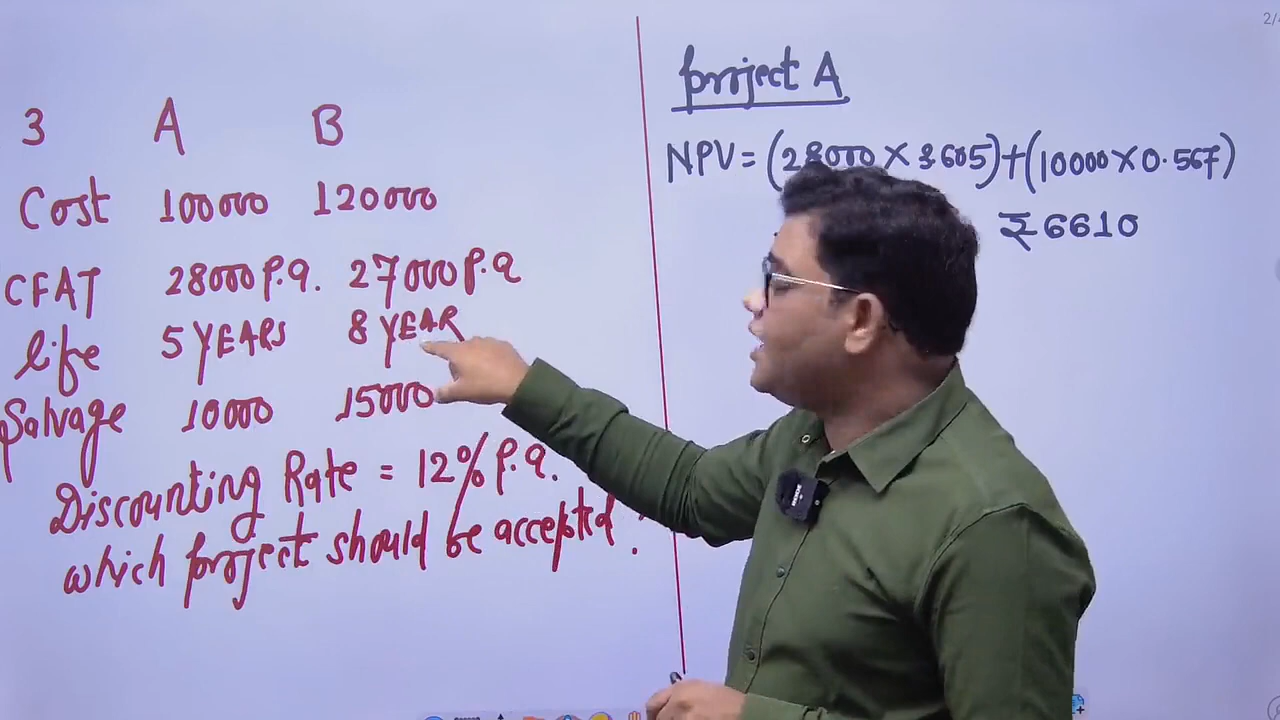 3 A B
Cost 100000 120000
CFAT 28000 P.a. 27000 P.a
life 5 YEARS 8 YEAR
Salvage 10000 15000
Discounting Rate = 12% P.a.
which project should be accepted
project A
NPV = (28000 × 3.605) + (10000 × 0.567)
₹6610